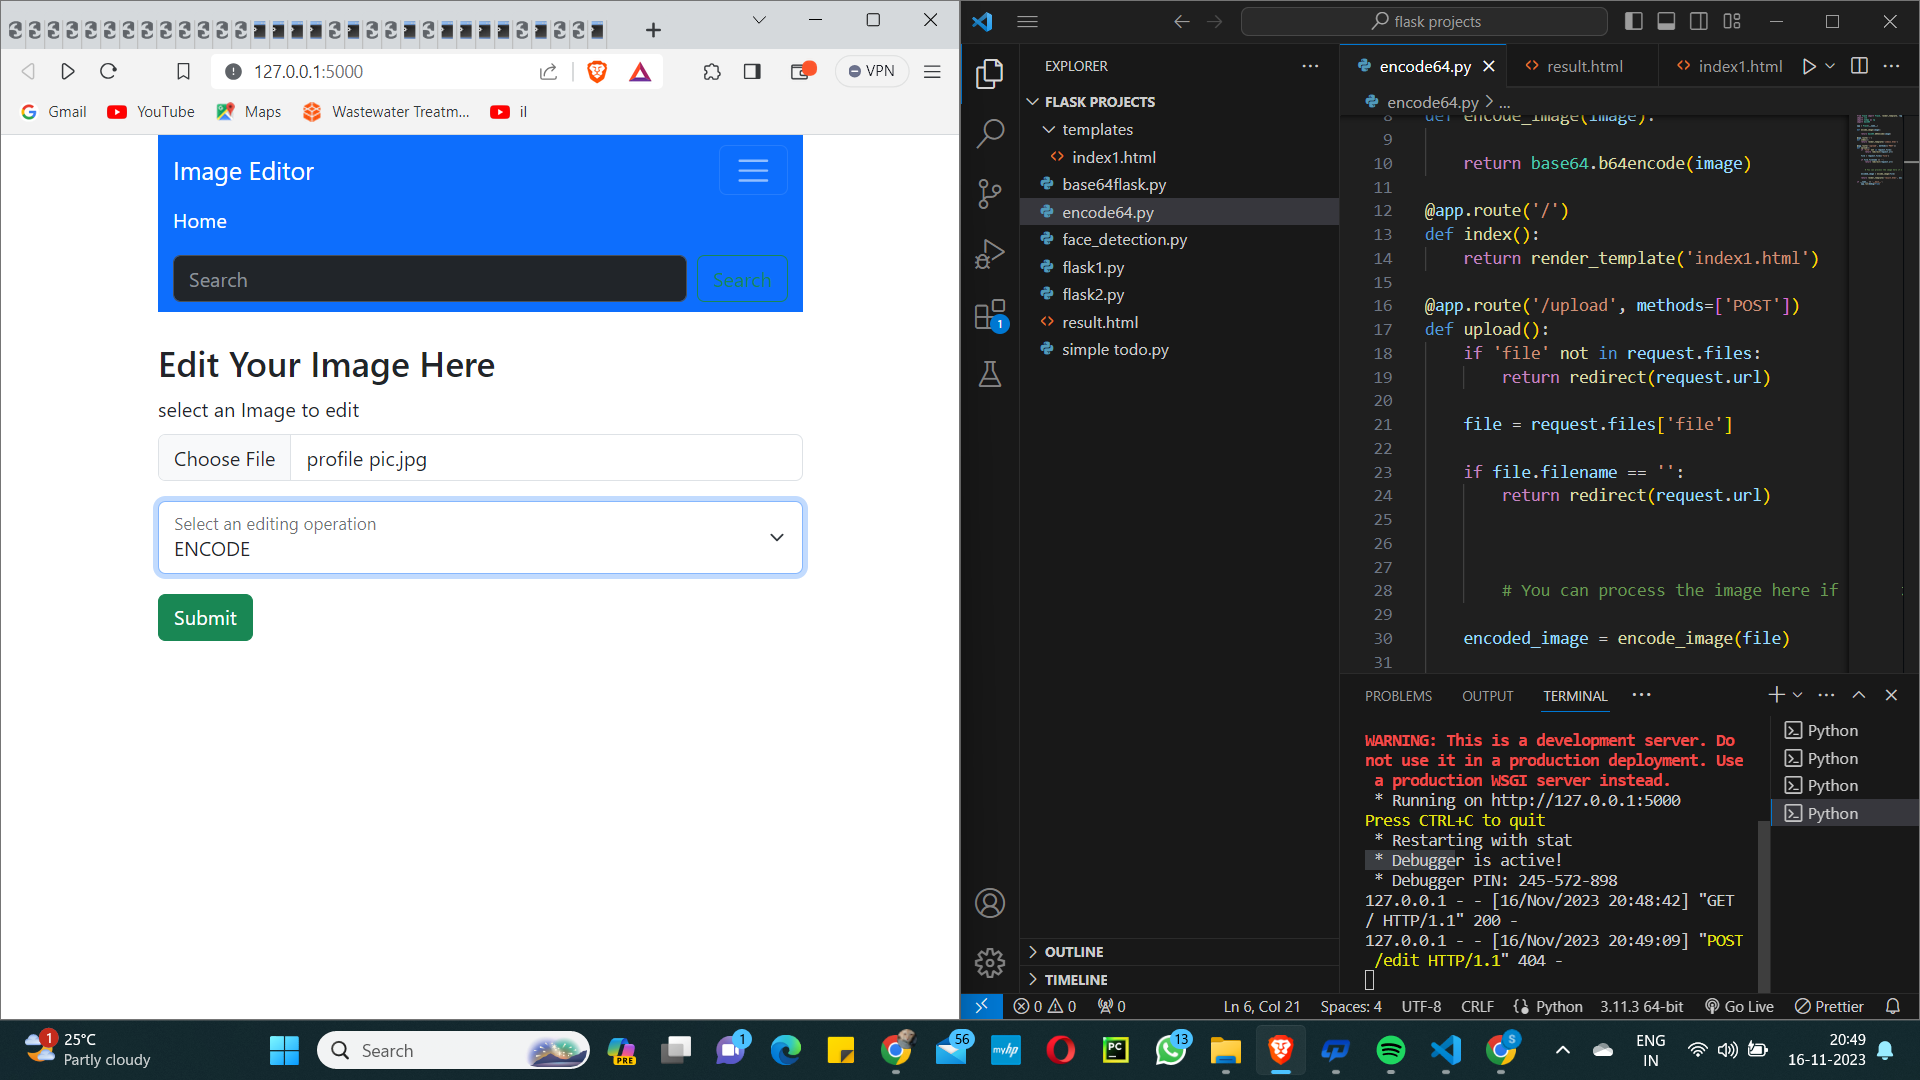 127.0.0.1:5000
VPN
Gmail
YouTube
Maps
Wastewater Treatm...
il
Image Editor
Home
Search
Search
Edit Your Image Here
select an Image to edit
Choose File
profile pic.jpg
Select an editing operation
ENCODE
Submit
flask projects
EXPLORER
FLASK PROJECTS
templates
index1.html
base64flask.py
encode64.py
face_detection.py
flask1.py
flask2.py
result.html
simple todo.py
OUTLINE
TIMELINE
1
encode64.py
result.html
index1.html
encode64.py > ...
8 def encode_image(image):
9
10 return base64.b64encode(image)
11
12 @app.route('/')
13 def index():
14 return render_template('index1.html')
15
16 @app.route('/upload', methods=['POST'])
17 def upload():
18 if 'file' not in request.files:
19 return redirect(request.url)
20
21 file = request.files['file']
22
23 if file.filename == '':
24 return redirect(request.url)
25
26
27
28 # You can process the image here if
29
30 encoded_image = encode_image(file)
31
PROBLEMS
OUTPUT
TERMINAL
WARNING: This is a development server. Do
not use it in a production deployment. Use
a production WSGI server instead.
* Running on http://127.0.0.1:5000
Press CTRL+C to quit
* Restarting with stat
* Debugger is active!
* Debugger PIN: 245-572-898
127.0.0.1 - - [16/Nov/2023 20:48:42] "GET
/ HTTP/1.1" 200 -
127.0.0.1 - - [16/Nov/2023 20:49:09] "POST
/edit HTTP/1.1" 404 -
Python
Python
Python
Python
0
0
0
Ln 6, Col 21
Spaces: 4
UTF-8
CRLF
Python
3.11.3 64-bit
Go Live
Prettier
1
25°C
Partly cloudy
Search
PRE
1
56
myhp
PC
13
S
ENG
IN
20:49
16-11-2023